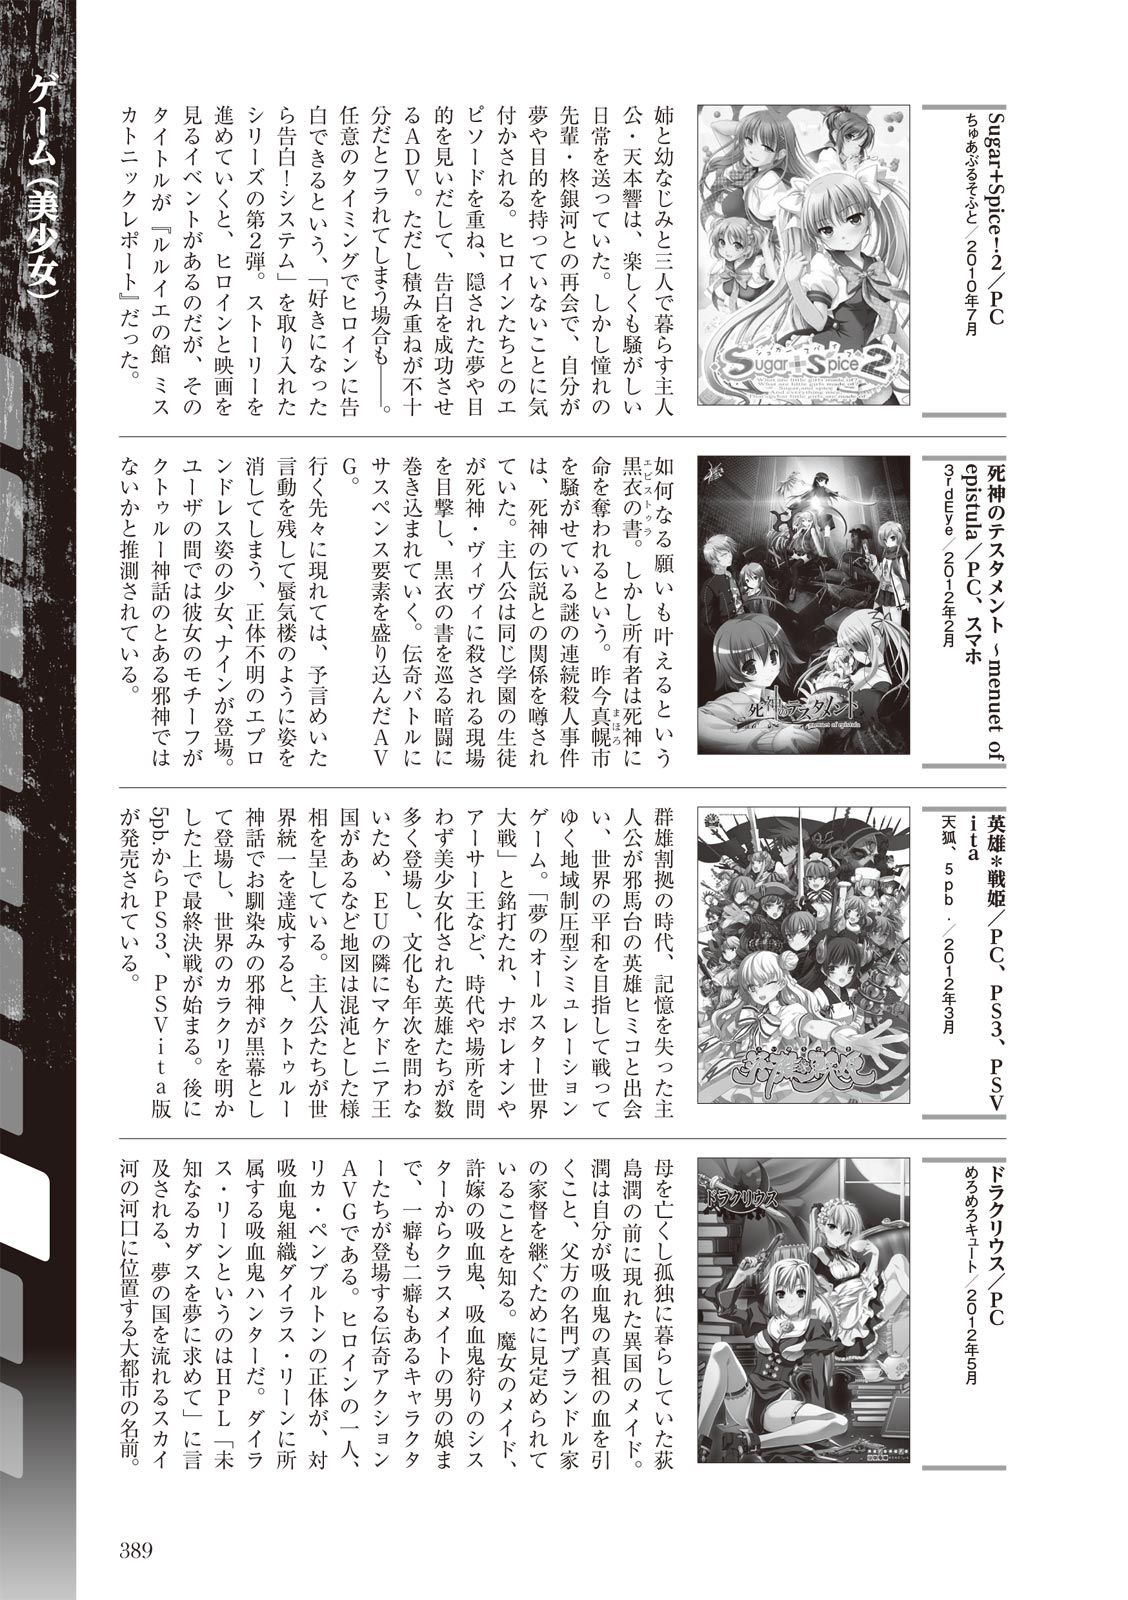 ゲーム(美少女)
Sugar+Spice!2/PC
ちゅあぶるそふと/2010年7月
Sugar+Spice 2
姉と幼なじみと三人で暮らす主人
公・天本響は、楽しくも騒がしい
日常を送っていた。しかし憧れの
先輩・柊銀河との再会で、自分が
夢や目的を持っていないことに気
付かされる。ヒロインたちとのエ
ピソードを重ね、隠された夢や目
的を見いだして、告白を成功させ
るADV。ただし積み重ねが不十
分だとフラれてしまう場合も――。
任意のタイミングでヒロインに告
白できるという、「好きになった
ら告白!システム」を取り入れた
シリーズの第2弾。ストーリーを
進めていくと、ヒロインと映画を
見るイベントがあるのだが、その
タイトルが『ルルイエの館 ミス
カトニックレポート』だった。
死神のテスタメント ~menuet of
epistula/PC、スマホ
3rdEye/2012年2月
死神のテスタメント
menuet of epistula
如何なる願いも叶えるという
黒衣の書。しかし所有者は死神に
エピストゥラ
命を奪われるという。昨今真幌市
まほろ
を騒がせている謎の連続殺人事件
は、死神の伝説との関係を噂され
ていた。主人公は同じ学園の生徒
が死神・ヴィヴィに殺される現場
を目撃し、黒衣の書を巡る暗闘に
巻き込まれていく。伝奇バトルに
サスペンス要素を盛り込んだAV
G。
行く先々に現れては、予言めいた
言動を残して蜃気楼のように姿を
消してしまう、正体不明のエプロ
ンドレス姿の少女、ナインが登場。
ユーザの間では彼女のモチーフが
クトゥルー神話のとある邪神では
ないかと推測されている。
英雄*戦姫/PC、PS3、PSV
ita
天狐、5pb./2012年3月
英雄*戦姫
群雄割拠の時代、記憶を失った主
人公が邪馬台の英雄ヒミコと出会
い、世界の平和を目指して戦って
ゆく地域制圧型シミュレーション
ゲーム。「夢のオールスター世界
大戦」と銘打たれ、ナポレオンや
アーサー王など、時代や場所を問
わず美少女化された英雄たちが数
多く登場し、文化も年次を問わな
いため、EUの隣にマケドニア王
国があるなど地図は混沌とした様
相を呈している。主人公たちが世
界統一を達成すると、クトゥルー
神話でお馴染みの邪神が黒幕とし
て登場し、世界のカラクリを明か
した上で最終決戦が始まる。後に
5pb.からPS3、PSVita版
が発売されている。
ドラクリウス/PC
めろめろキュート/2012年5月
ドラクリウス
母を亡くし孤独に暮らしていた荻
島潤の前に現れた異国のメイド。
潤は自分が吸血鬼の真祖の血を引
くこと、父方の名門ブランドル家
の家督を継ぐために見定められて
いることを知る。魔女のメイド、
許嫁の吸血鬼、吸血鬼狩りのシス
ターからクラスメイトの男の娘ま
で、一癖も二癖もあるキャラクタ
ーたちが登場する伝奇アクション
AVGである。ヒロインの一人、
リカ・ペンブルトンの正体が、対
吸血鬼組織ダイラス・リーンに所
属する吸血鬼ハンターだ。ダイラ
ス・リーンというのはHPL「未
知なるカダスを夢に求めて」に言
及される、夢の国を流れるスカイ
河の河口に位置する大都市の名前。
389